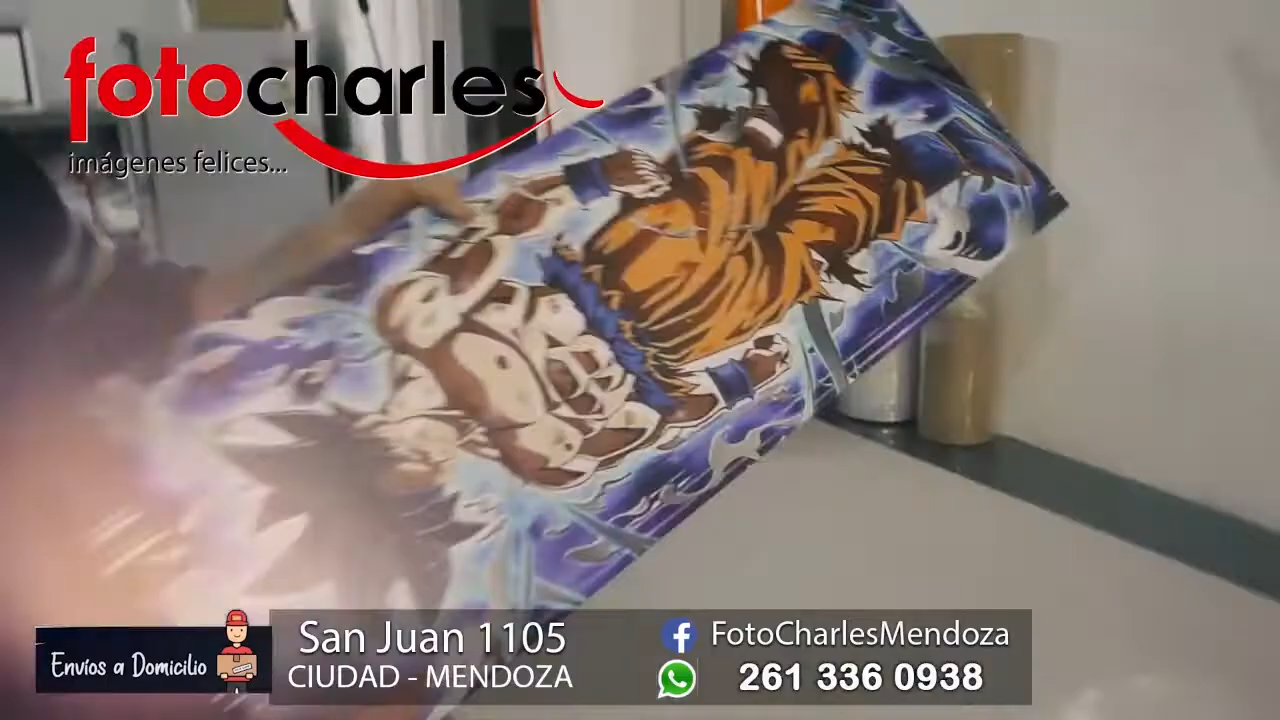 fotocharles
imágenes felices...
Envíos a Domicilio
San Juan 1105
CIUDAD - MENDOZA
FotoCharlesMendoza
261 336 0938